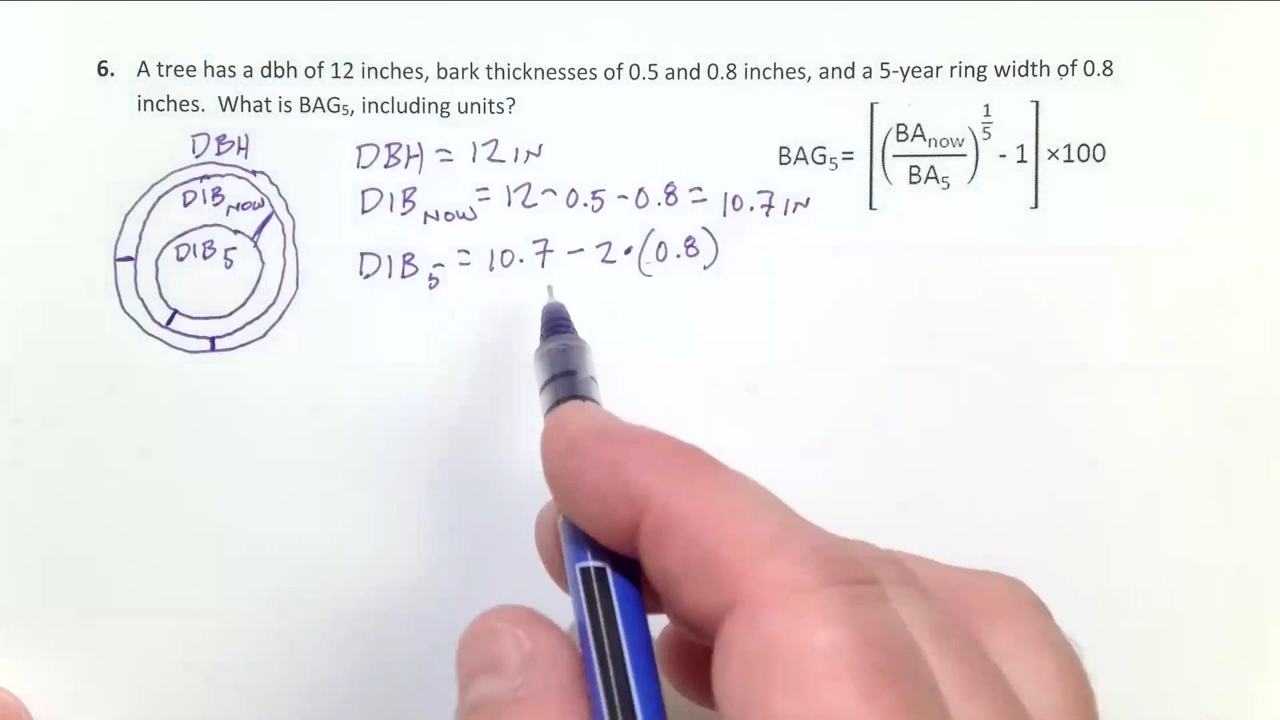 6. A tree has a dbh of 12 inches, bark thicknesses of 0.5 and 0.8 inches, and a 5-year ring width of 0.8
inches. What is BAG₅, including units?
BAG₅= [(BAnow/BA₅)^(1/5) - 1] ×100
DBH
DIB NOW
DIB 5
DBH = 12 IN
DIB NOW = 12 - 0.5 - 0.8 = 10.7 IN
DIB 5 = 10.7 - 2 • (0.8)